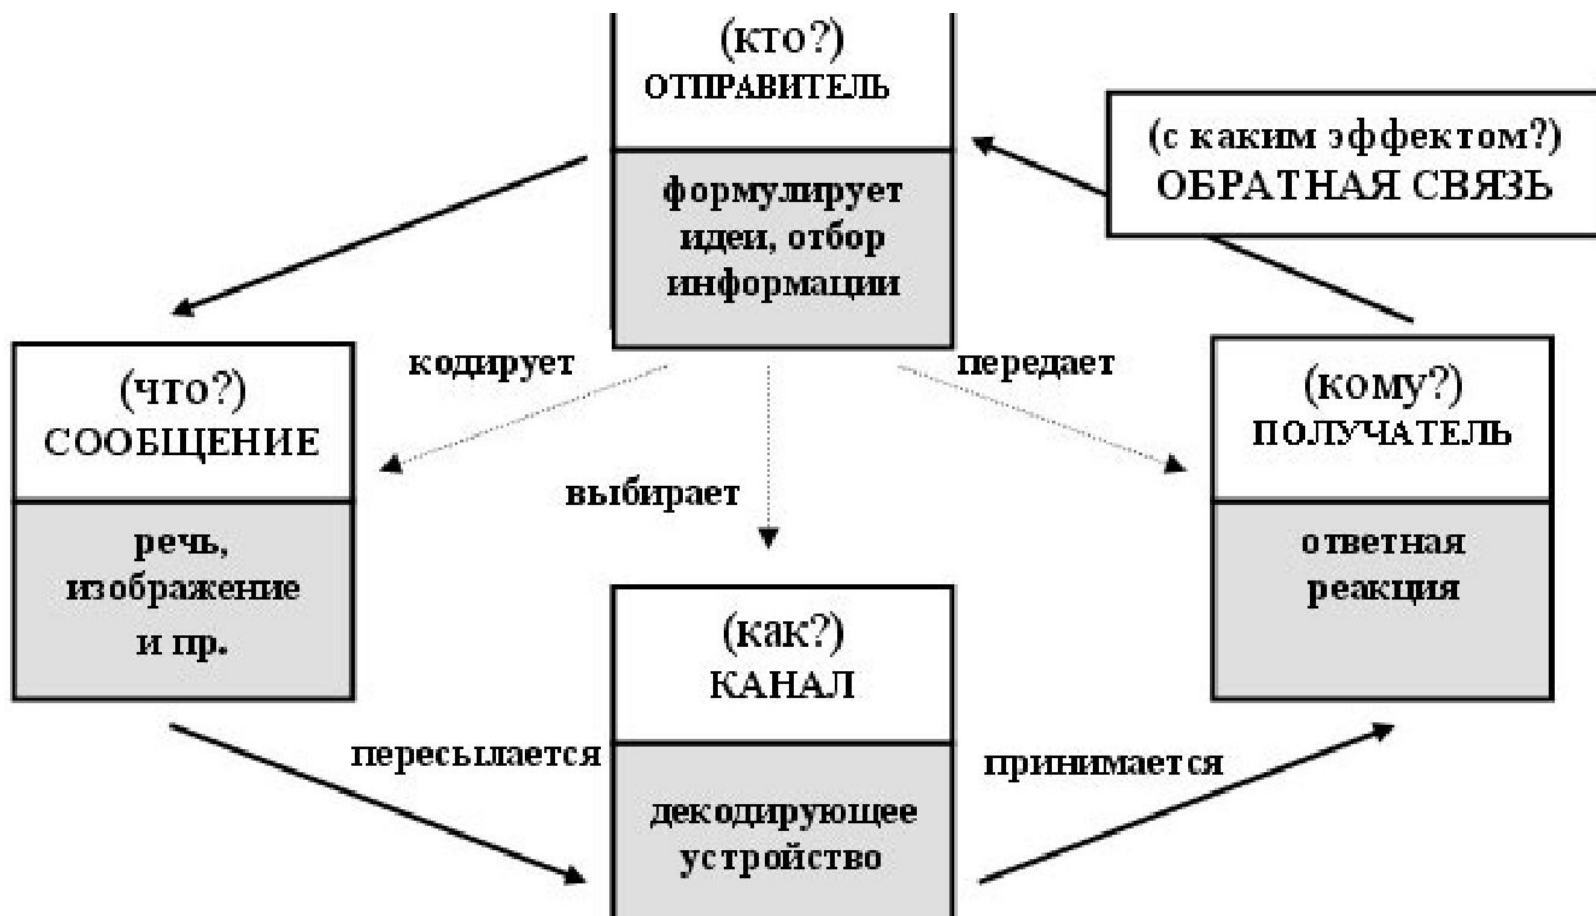 (кто?)
ОТПРАВИТЕЛЬ
формулирует
идеи, отбор
информации
(с каким эффектом?)
ОБРАТНАЯ СВЯЗЬ
кодирует
передает
выбирает
(что?)
СООБЩЕНИЕ
речь,
изображение
и пр.
(кому?)
ПОЛУЧАТЕЛЬ
ответная
реакция
(как?)
КАНАЛ
декодирующее
устройство
пересылается
принимается